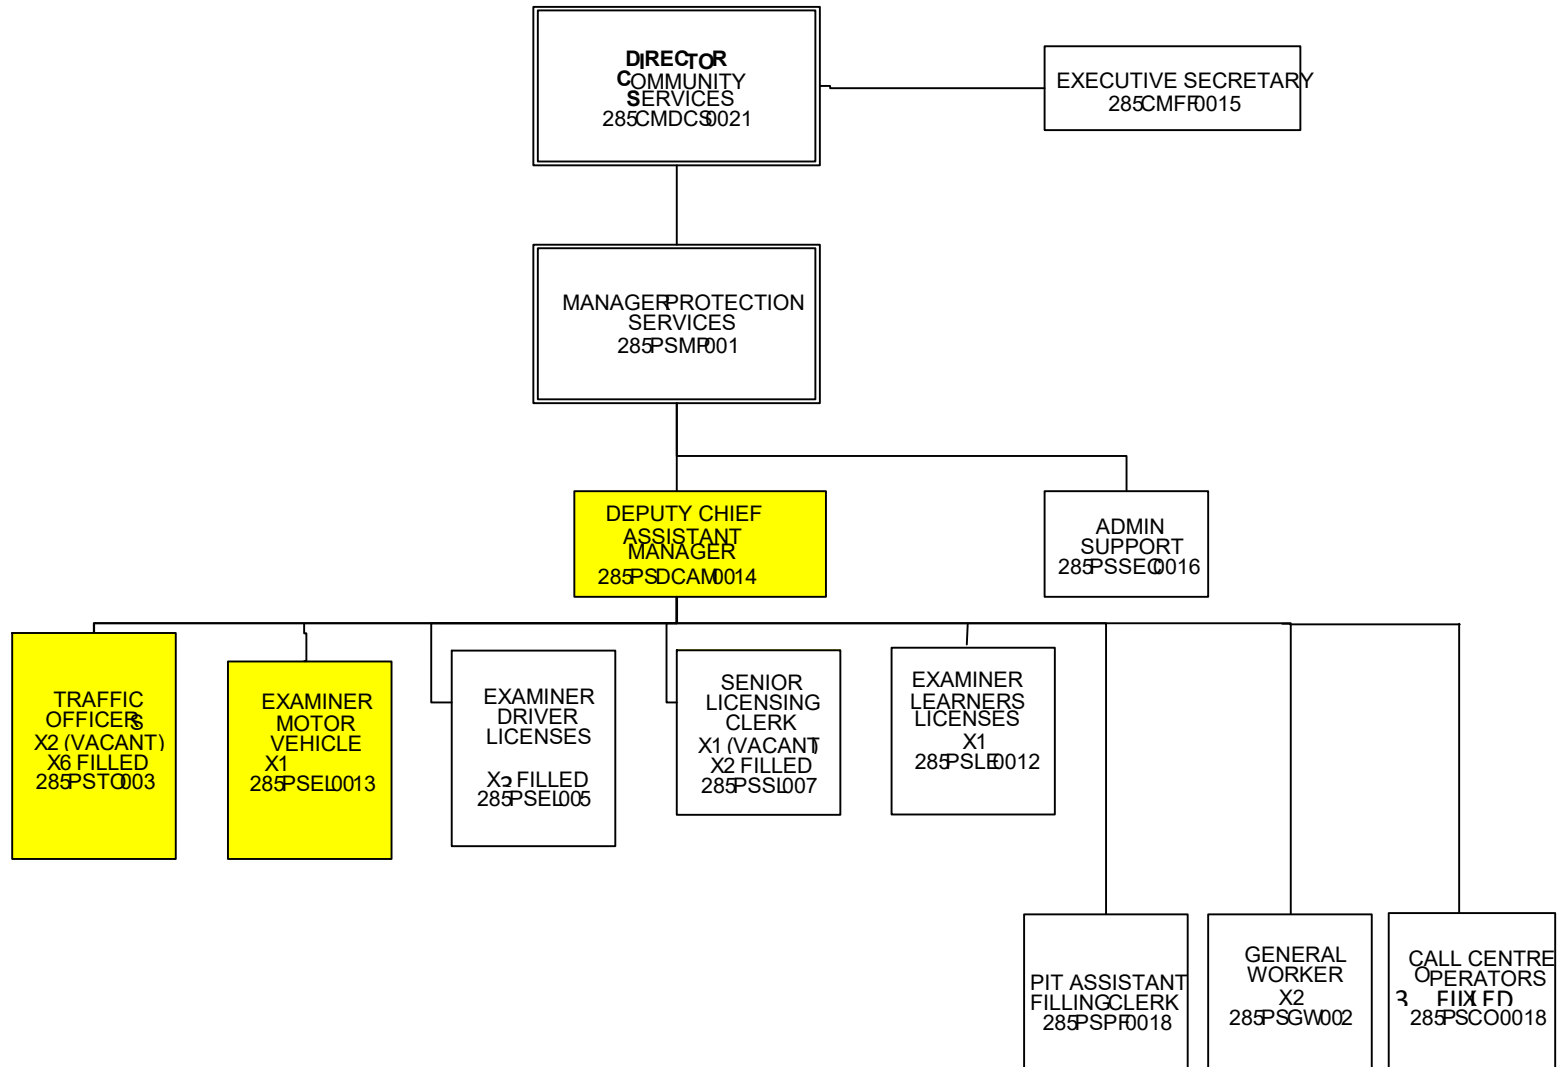 DIRECTOR
COMMUNITY
SERVICES
285CMDCS0021
EXECUTIVE SECRETARY
285CMFF0015
MANAGER PROTECTION
SERVICES
285PSMP001
DEPUTY CHIEF
ASSISTANT
MANAGER
285PSDCAM0014
ADMIN
SUPPORT
285PSSEC0016
TRAFFIC
OFFICERS
X2 (VACANT)
X6 FILLED
285PSTO003
EXAMINER
MOTOR
VEHICLE
X1
285PSEL0013
EXAMINER
DRIVER
LICENSES
FILLED
285PSEL005
SENIOR
LICENSING
CLERK
X1 (VACANT)
X2 FILLED
285PSSL007
EXAMINER
LEARNERS
LICENSES
X1
285PSLE0012
PIT ASSISTANT
FILLING CLERK
285PSPF0018
GENERAL
WORKER
X2
285PSGW002
CALL CENTRE
OPERATORS
3
285PSCO0018